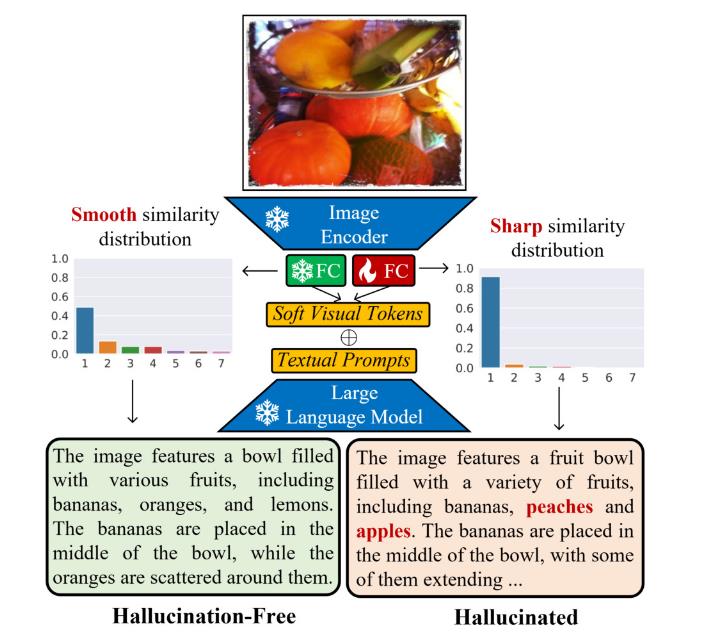 Image
Encoder
Smooth similarity
distribution
Sharp similarity
distribution
FC
FC
1.0
0.8
0.6
0.4
0.2
0.0
1 2 3 4 5 6 7
1.0
0.8
0.6
0.4
0.2
0.0
1 2 3 4 5 6 7
Soft Visual Tokens
Textual Prompts
Large
Language Model
The image features a bowl filled
with various fruits, including
bananas, oranges, and lemons.
The bananas are placed in the
middle of the bowl, while the
oranges are scattered around them.
Hallucination-Free
The image features a fruit bowl
filled with a variety of fruits,
including bananas, peaches and
apples. The bananas are placed in
the middle of the bowl, with some
of them extending ...
Hallucinated